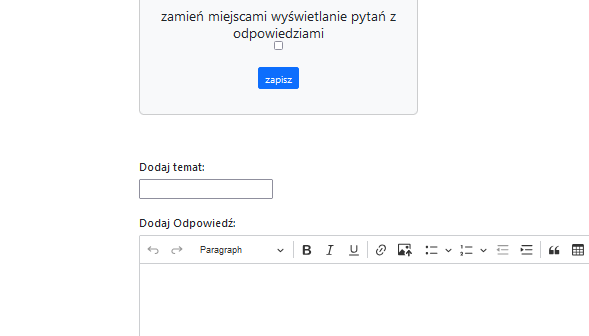 zamień miejscami wyświetlanie pytań z
odpowiedziami
zapisz
Dodaj temat:
Dodaj Odpowiedź:
Paragraph B I U